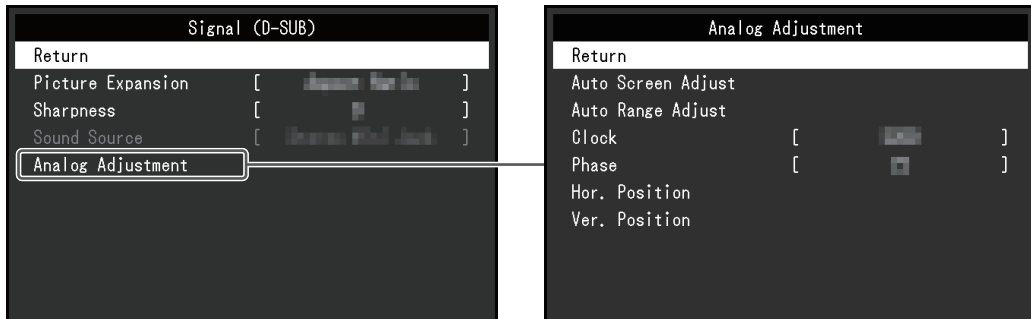 Signal (D-SUB)
Return
Picture Expansion [ ]
Sharpness [ ]
Sound Source [ ]
Analog Adjustment
Analog Adjustment
Return
Auto Screen Adjust
Auto Range Adjust
Clock [ ]
Phase [ ]
Hor. Position
Ver. Position